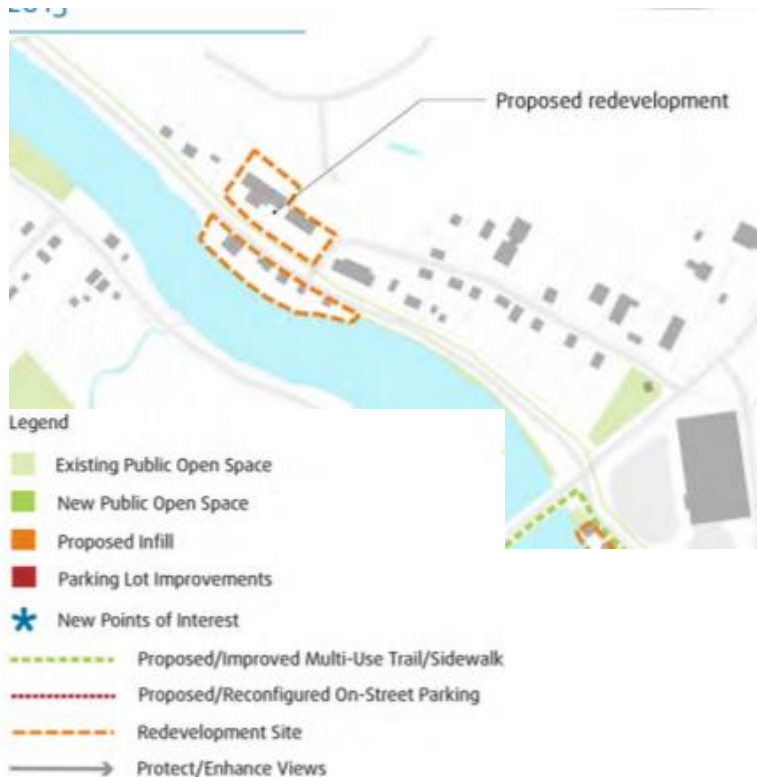 Proposed redevelopment
Legend
Existing Public Open Space
New Public Open Space
Proposed Infill
Parking Lot Improvements
New Points of Interest
Proposed/Improved Multi-Use Trail/Sidewalk
Proposed/Reconfigured On-Street Parking
Redevelopment Site
Protect/Enhance Views